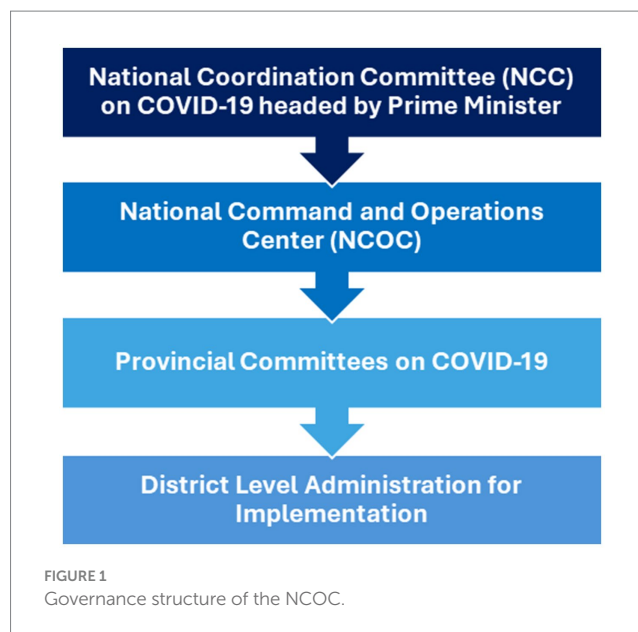 National Coordination Committee (NCC)
on COVID-19 headed by Prime Minister
National Command and Operations
Center (NCOC)
Provincial Committees on COVID-19
District Level Administration for
Implementation
FIGURE 1
Governance structure of the NCOC.